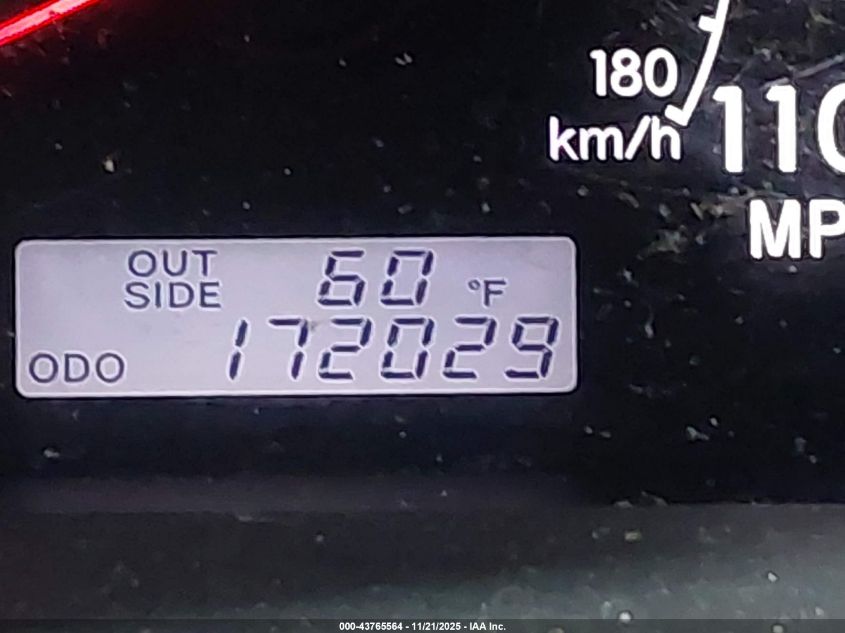 180
km/h
110
MP
OUT
SIDE 60 °F
ODO 172029
000-43765564 - 11/21/2025 - IAA Inc.